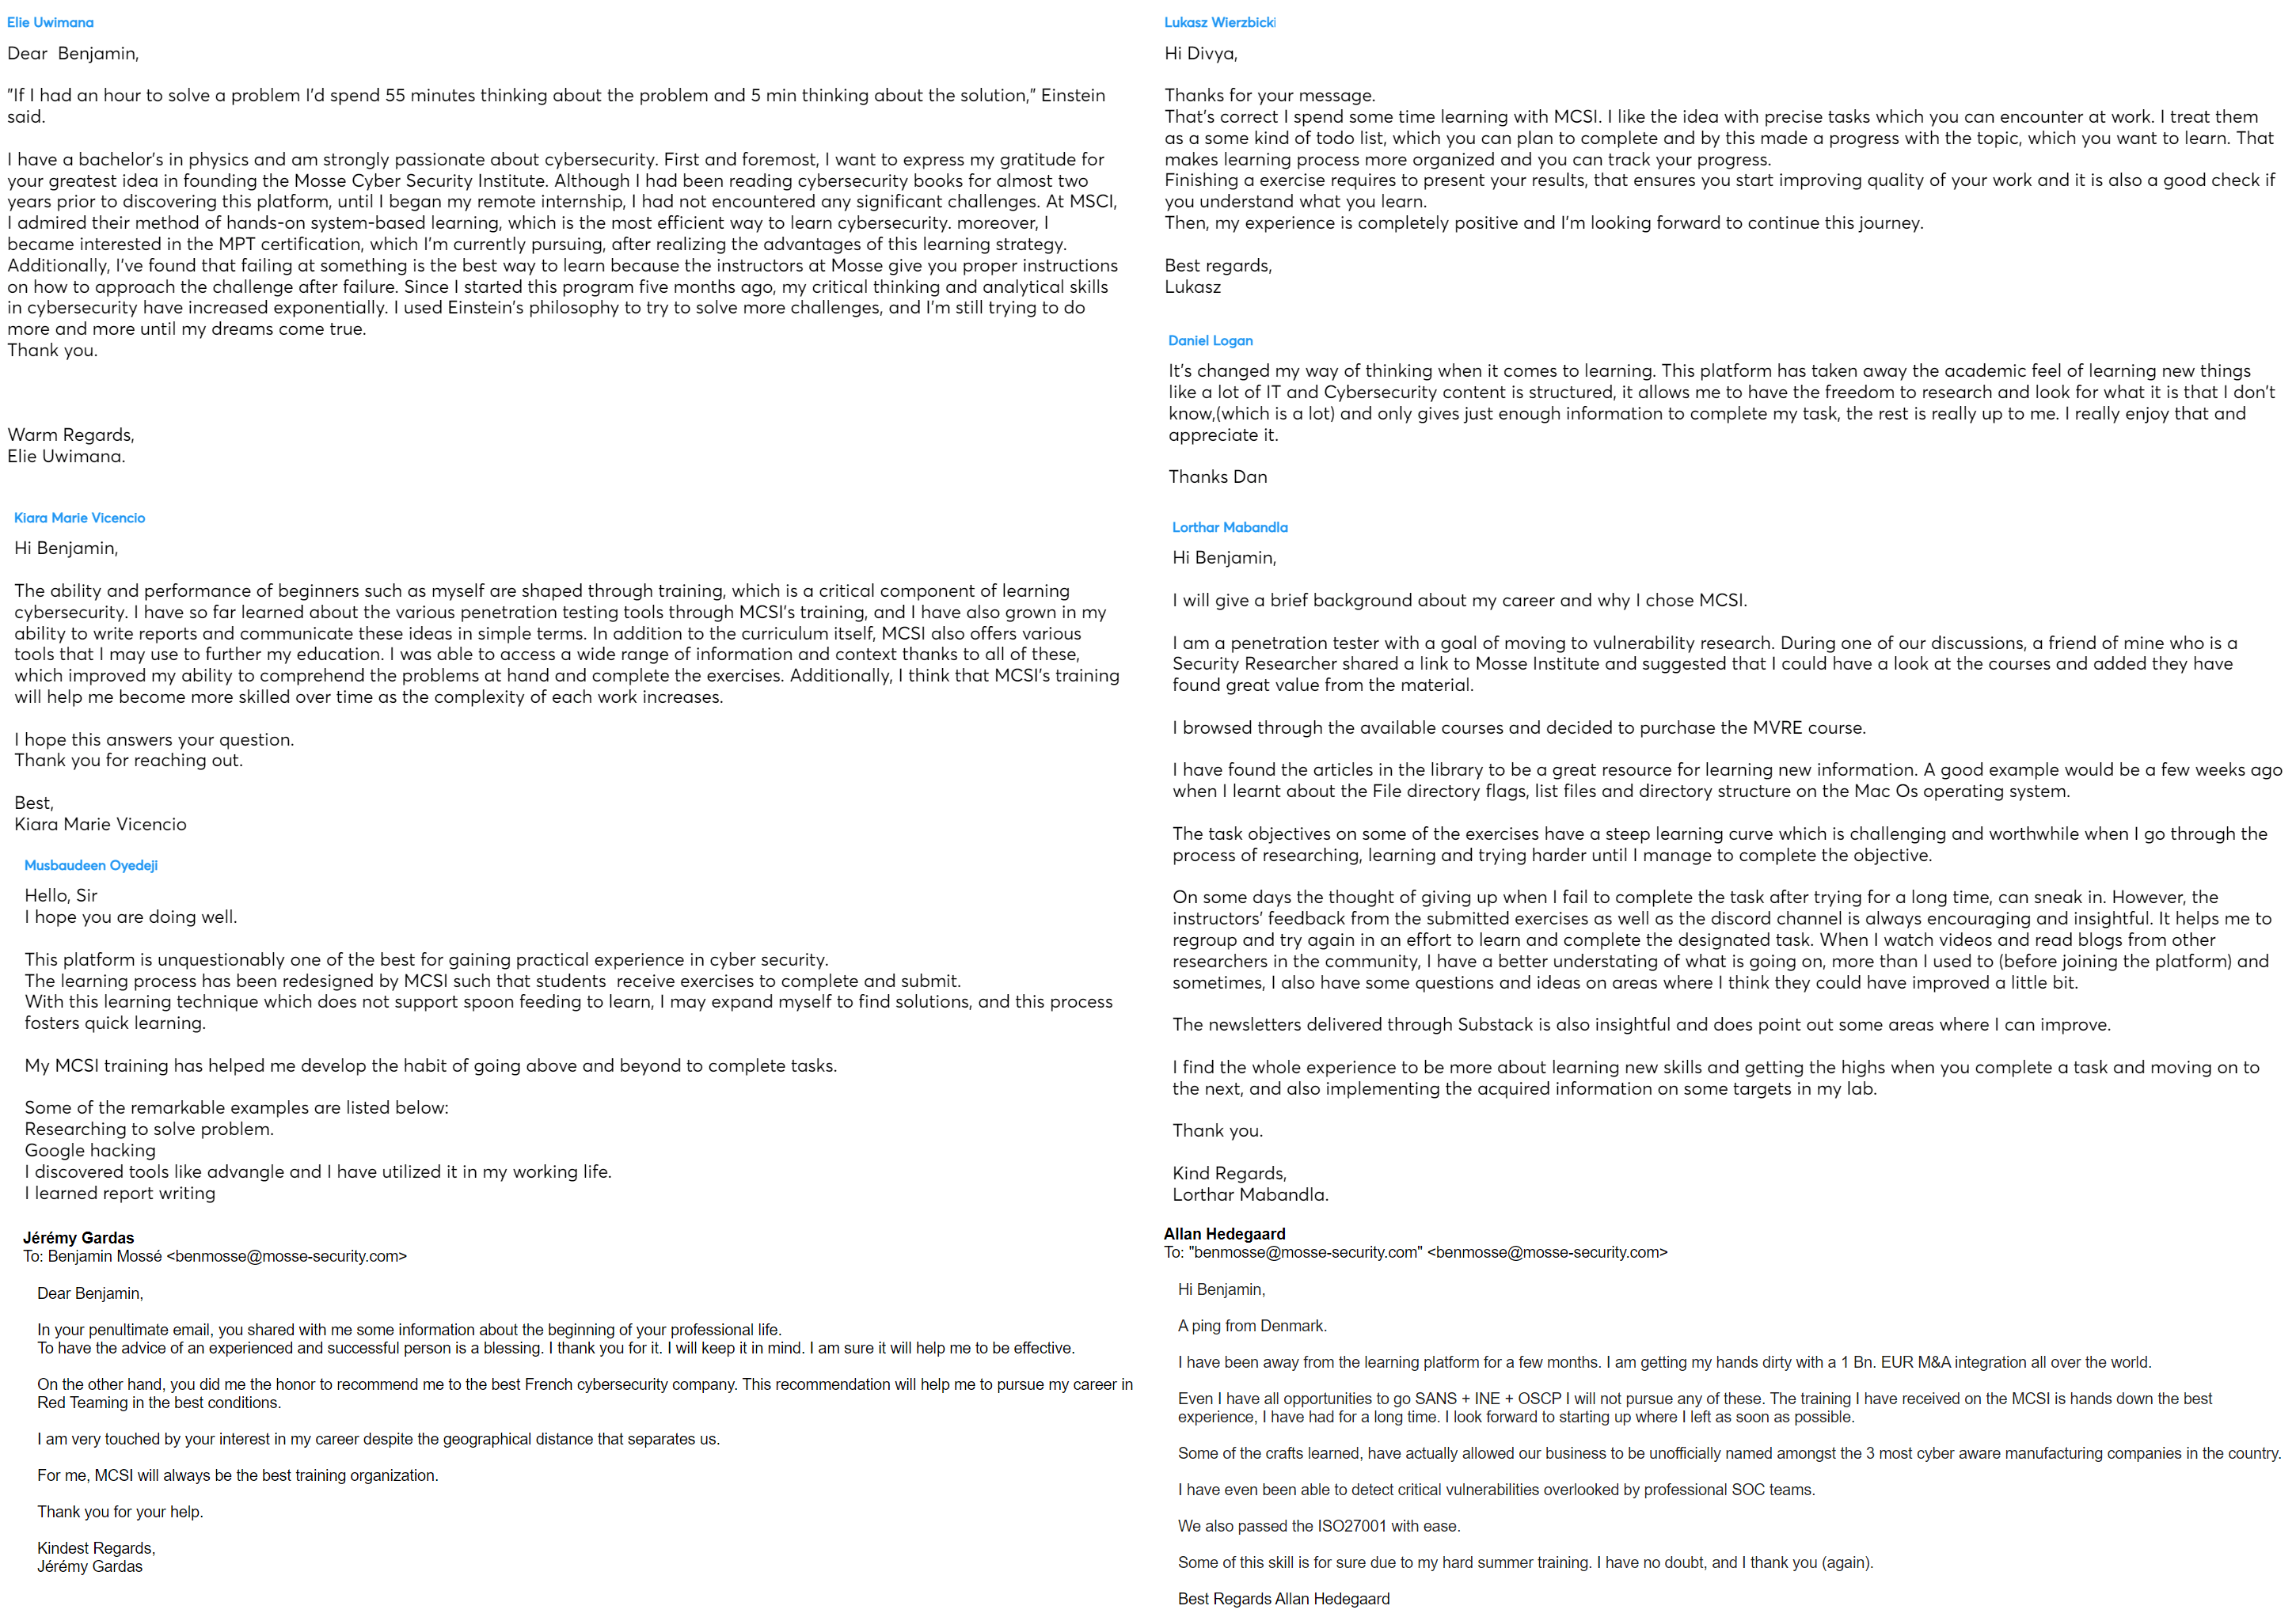 Elie Uwimana
Dear  Benjamin,
"If I had an hour to solve a problem I'd spend 55 minutes thinking about the problem and 5 min thinking about the solution," Einstein
said.
I have a bachelor's in physics and am strongly passionate about cybersecurity. First and foremost, I want to express my gratitude for
your greatest idea in founding the Mosse Cyber Security Institute. Although I had been reading cybersecurity books for almost two
years prior to discovering this platform, until I began my remote internship, I had not encountered any significant challenges. At MSCI,
I admired their method of hands-on system-based learning, which is the most efficient way to learn cybersecurity. moreover, I
became interested in the MPT certification, which I'm currently pursuing, after realizing the advantages of this learning strategy.
Additionally, I've found that failing at something is the best way to learn because the instructors at Mosse give you proper instructions
on how to approach the challenge after failure. Since I started this program five months ago, my critical thinking and analytical skills
in cybersecurity have increased exponentially. I used Einstein's philosophy to try to solve more challenges, and I'm still trying to do
more and more until my dreams come true.
Thank you.
Warm Regards,
Elie Uwimana.
Kiara Marie Vicencio
Hi Benjamin,
The ability and performance of beginners such as myself are shaped through training, which is a critical component of learning
cybersecurity. I have so far learned about the various penetration testing tools through MCSI's training, and I have also grown in my
ability to write reports and communicate these ideas in simple terms. In addition to the curriculum itself, MCSI also offers various
tools that I may use to further my education. I was able to access a wide range of information and context thanks to all of these,
which improved my ability to comprehend the problems at hand and complete the exercises. Additionally, I think that MCSI's training
will help me become more skilled over time as the complexity of each work increases.
I hope this answers your question.
Thank you for reaching out.
Best,
Kiara Marie Vicencio
Musbaudeen Oyedeji
Hello, Sir
I hope you are doing well.
This platform is unquestionably one of the best for gaining practical experience in cyber security.
The learning process has been redesigned by MCSI such that students  receive exercises to complete and submit.
With this learning technique which does not support spoon feeding to learn, I may expand myself to find solutions, and this process
fosters quick learning.
My MCSI training has helped me develop the habit of going above and beyond to complete tasks.
Some of the remarkable examples are listed below:
Researching to solve problem.
Google hacking
I discovered tools like advangle and I have utilized it in my working life.
I learned report writing
Jérémy Gardas
To: Benjamin Mossé <benmosse@mosse-security.com>
Dear Benjamin,
In your penultimate email, you shared with me some information about the beginning of your professional life.
To have the advice of an experienced and successful person is a blessing. I thank you for it. I will keep it in mind. I am sure it will help me to be effective.
On the other hand, you did me the honor to recommend me to the best French cybersecurity company. This recommendation will help me to pursue my career in
Red Teaming in the best conditions.
I am very touched by your interest in my career despite the geographical distance that separates us.
For me, MCSI will always be the best training organization.
Thank you for your help.
Kindest Regards,
Jérémy Gardas
Lukasz Wierzbicki
Hi Divya,
Thanks for your message.
That's correct I spend some time learning with MCSI. I like the idea with precise tasks which you can encounter at work. I treat them
as a some kind of todo list, which you can plan to complete and by this made a progress with the topic, which you want to learn. That
makes learning process more organized and you can track your progress.
Finishing a exercise requires to present your results, that ensures you start improving quality of your work and it is also a good check if
you understand what you learn.
Then, my experience is completely positive and I'm looking forward to continue this journey.
Best regards,
Lukasz
Daniel Logan
It's changed my way of thinking when it comes to learning. This platform has taken away the academic feel of learning new things
like a lot of IT and Cybersecurity content is structured, it allows me to have the freedom to research and look for what it is that I don't
know,(which is a lot) and only gives just enough information to complete my task, the rest is really up to me. I really enjoy that and
appreciate it.
Thanks Dan
Lorthar Mabandla
Hi Benjamin,
I will give a brief background about my career and why I chose MCSI.
I am a penetration tester with a goal of moving to vulnerability research. During one of our discussions, a friend of mine who is a
Security Researcher shared a link to Mosse Institute and suggested that I could have a look at the courses and added they have
found great value from the material.
I browsed through the available courses and decided to purchase the MVRE course.
I have found the articles in the library to be a great resource for learning new information. A good example would be a few weeks ago
when I learnt about the File directory flags, list files and directory structure on the Mac Os operating system.
The task objectives on some of the exercises have a steep learning curve which is challenging and worthwhile when I go through the
process of researching, learning and trying harder until I manage to complete the objective.
On some days the thought of giving up when I fail to complete the task after trying for a long time, can sneak in. However, the
instructors' feedback from the submitted exercises as well as the discord channel is always encouraging and insightful. It helps me to
regroup and try again in an effort to learn and complete the designated task. When I watch videos and read blogs from other
researchers in the community, I have a better understating of what is going on, more than I used to (before joining the platform) and
sometimes, I also have some questions and ideas on areas where I think they could have improved a little bit.
The newsletters delivered through Substack is also insightful and does point out some areas where I can improve.
I find the whole experience to be more about learning new skills and getting the highs when you complete a task and moving on to
the next, and also implementing the acquired information on some targets in my lab.
Thank you.
Kind Regards,
Lorthar Mabandla.
Allan Hedegaard
To: "benmosse@mosse-security.com" <benmosse@mosse-security.com>
Hi Benjamin,
A ping from Denmark.
I have been away from the learning platform for a few months. I am getting my hands dirty with a 1 Bn. EUR M&A integration all over the world.
Even I have all opportunities to go SANS + INE + OSCP I will not pursue any of these. The training I have received on the MCSI is hands down the best
experience, I have had for a long time. I look forward to starting up where I left as soon as possible.
Some of the crafts learned, have actually allowed our business to be unofficially named amongst the 3 most cyber aware manufacturing companies in the country.
I have even been able to detect critical vulnerabilities overlooked by professional SOC teams.
We also passed the ISO27001 with ease.
Some of this skill is for sure due to my hard summer training. I have no doubt, and I thank you (again).
Best Regards Allan Hedegaard